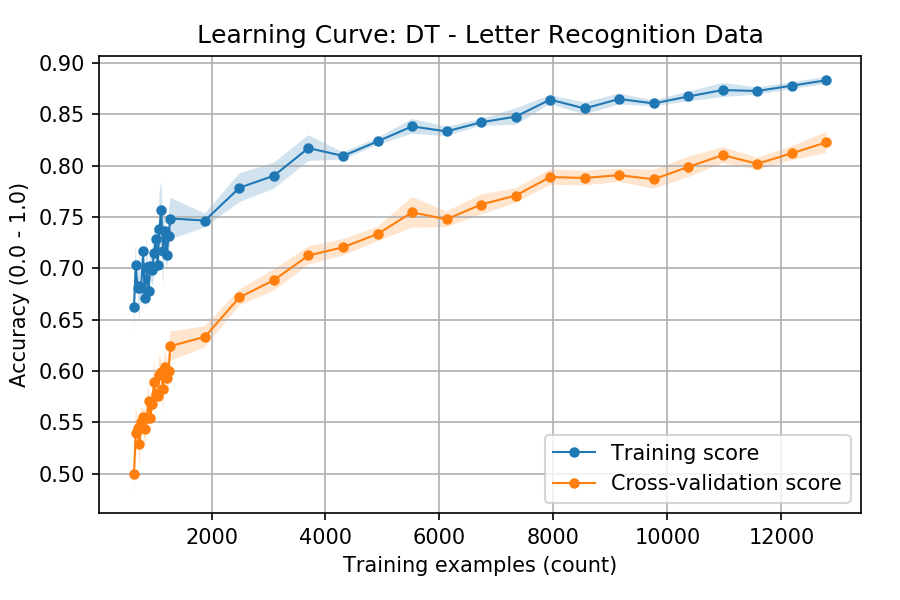 Learning Curve: DT - Letter Recognition Data
Accuracy (0.0 - 1.0)
0.90
0.85
0.80
0.75
0.70
0.65
0.60
0.55
0.50
Training score
Cross-validation score
2000 4000 6000 8000 10000 12000
Training examples (count)